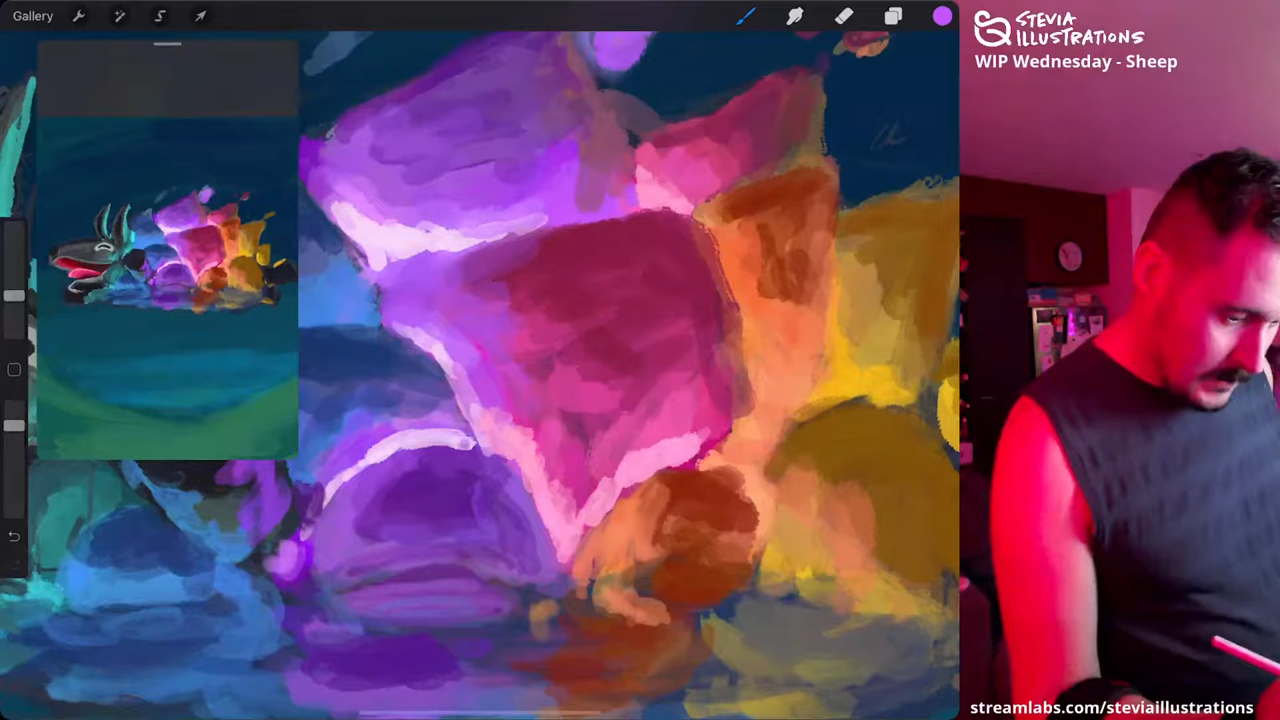 Gallery
STEVIA
ILLUSTRATIONS
WIP Wednesday - Sheep
streamlabs.com/steviaillustrations